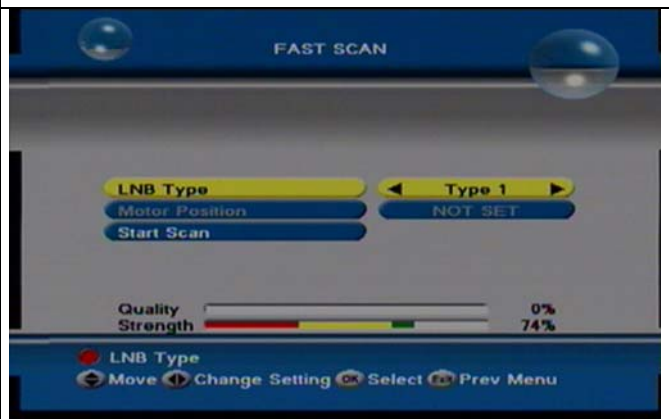 FAST SCAN
LNB Type Type 1
Motor Position NOT SET
Start Scan
Quality 0%
Strength 74%
LNB Type
Move Change Setting OK Select Exit Prev Menu